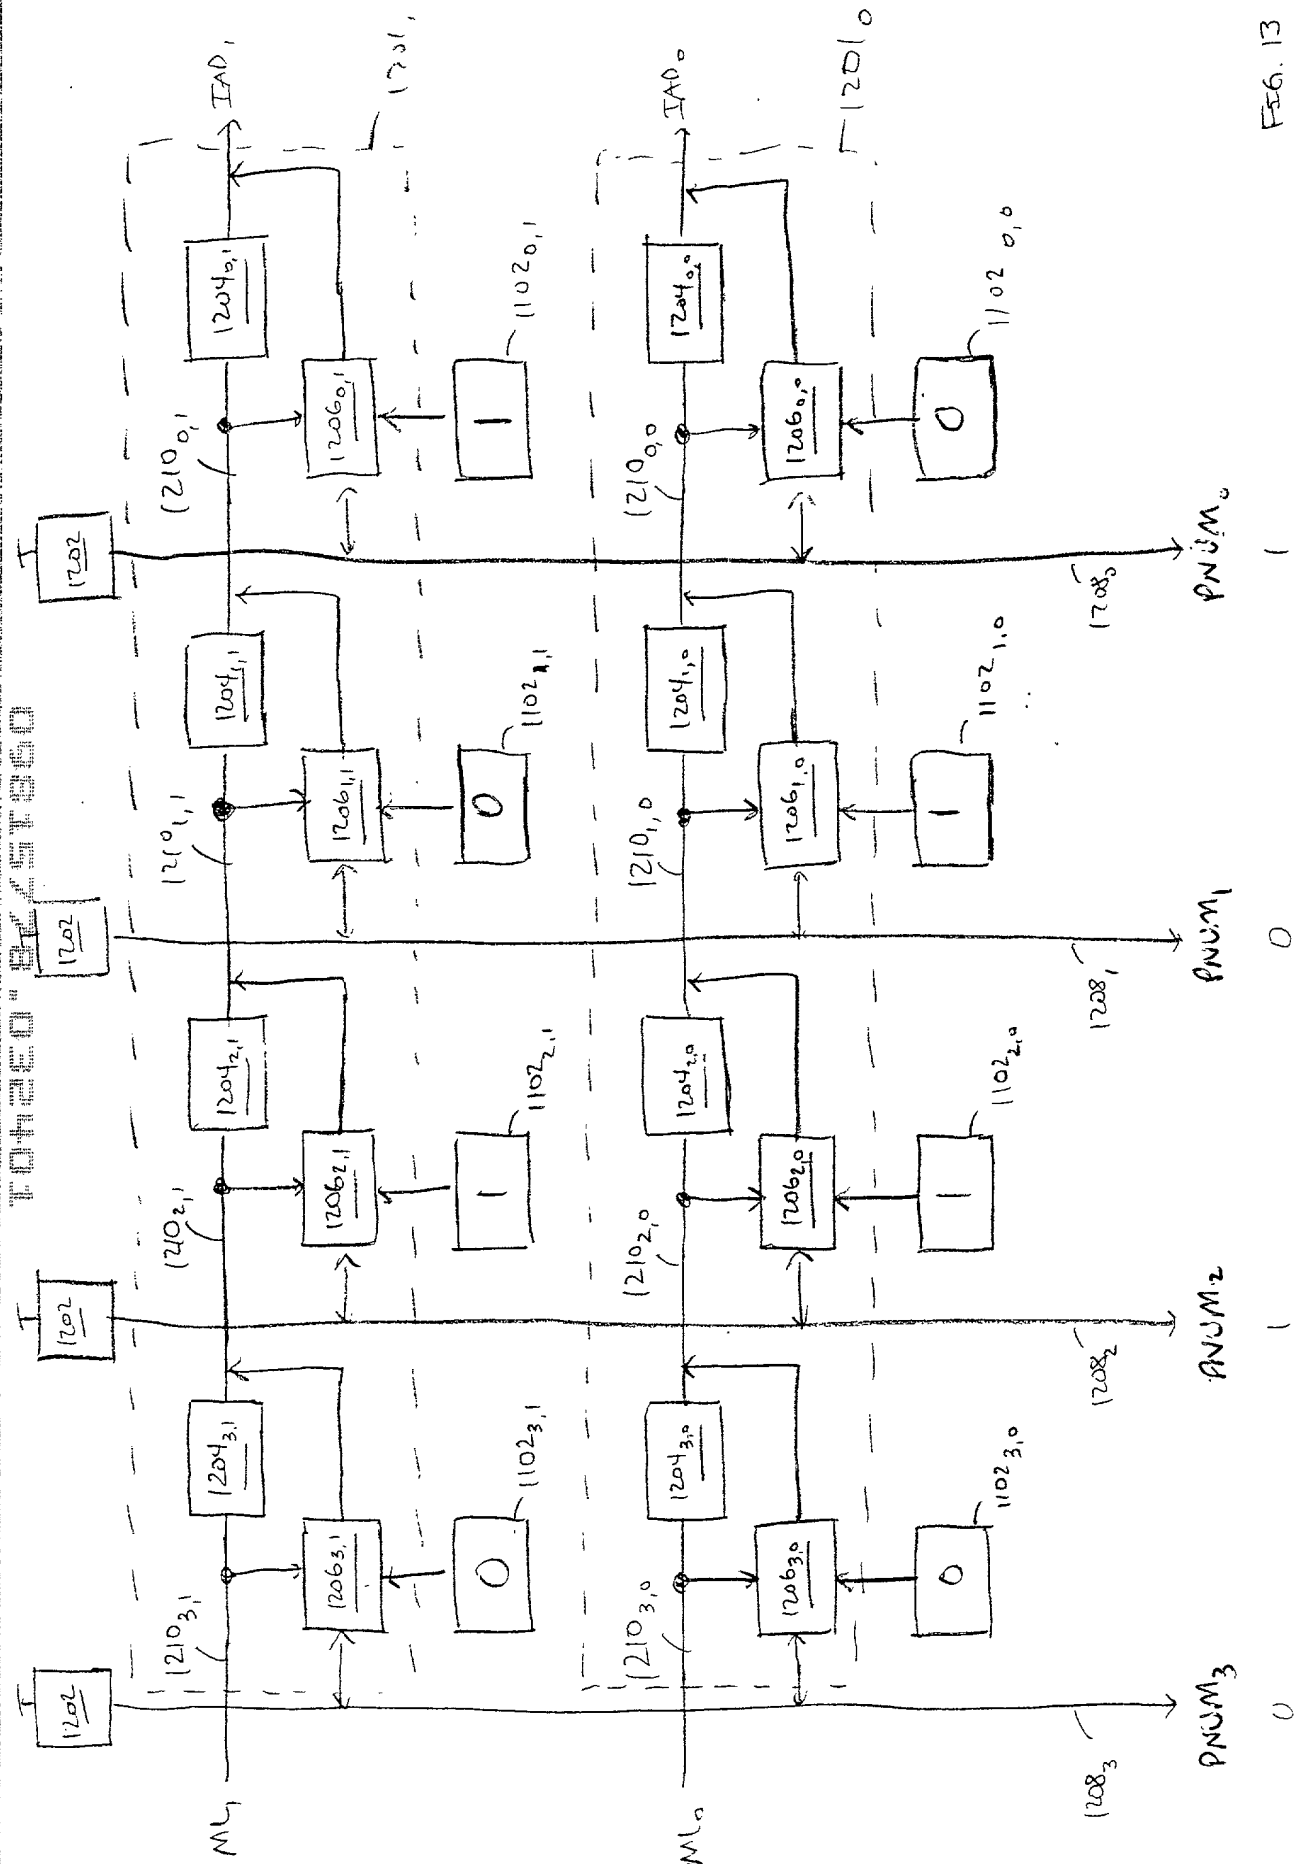 1202 1202 1202 1202
1210₃,₁ 1204₃,₁ 1210₂,₁ 1204₂,₁ 1210₁,₁ 1204₁,₁ 1210₀,₁ 1204₀,₁
ML₁ IAD₁
1206₃,₁ 1206₂,₁ 1206₁,₁ 1206₀,₁ 1201₁
0 1 0 1
1102₃,₁ 1102₂,₁ 1102₁,₁ 1102₀,₁
1210₃,₀ 1204₃,₀ 1210₂,₀ 1204₂,₀ 1210₁,₀ 1204₁,₀ 1210₀,₀ 1204₀,₀
ML₀ IAD₀
1206₃,₀ 1206₂,₀ 1206₁,₀ 1206₀,₀ 1201₀
0 1 1 0
1102₃,₀ 1102₂,₀ 1102₁,₀ 1102₀,₀
1208₃ 1208₂ 1208₁ 1208₀
PNUM₃ PNUM₂ PNUM₁ PNUM₀
0 1 0 1
FIG. 13